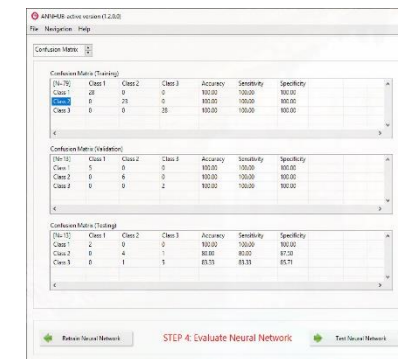 ANNHUB-active version (1.2.0.0)
File Navigation Help
Confusion Matrix
Confusion Matrix (Training)
[N=79] Class 1 Class 2 Class 3 Accuracy Sensitivity Specificity
Class 1 28 0 0 100.00 100.00 100.00
Class 2 0 23 0 100.00 100.00 100.00
Class 3 0 0 28 100.00 100.00 100.00
Confusion Matrix (Validation)
[N=13] Class 1 Class 2 Class 3 Accuracy Sensitivity Specificity
Class 1 5 0 0 100.00 100.00 100.00
Class 2 0 6 0 100.00 100.00 100.00
Class 3 0 0 2 100.00 100.00 100.00
Confusion Matrix (Testing)
[N=13] Class 1 Class 2 Class 3 Accuracy Sensitivity Specificity
Class 1 2 0 0 100.00 100.00 100.00
Class 2 0 4 1 80.00 80.00 87.50
Class 3 0 1 5 83.33 83.33 85.71
Retrain Neural Network STEP 4: Evaluate Neural Network Test Neural Network